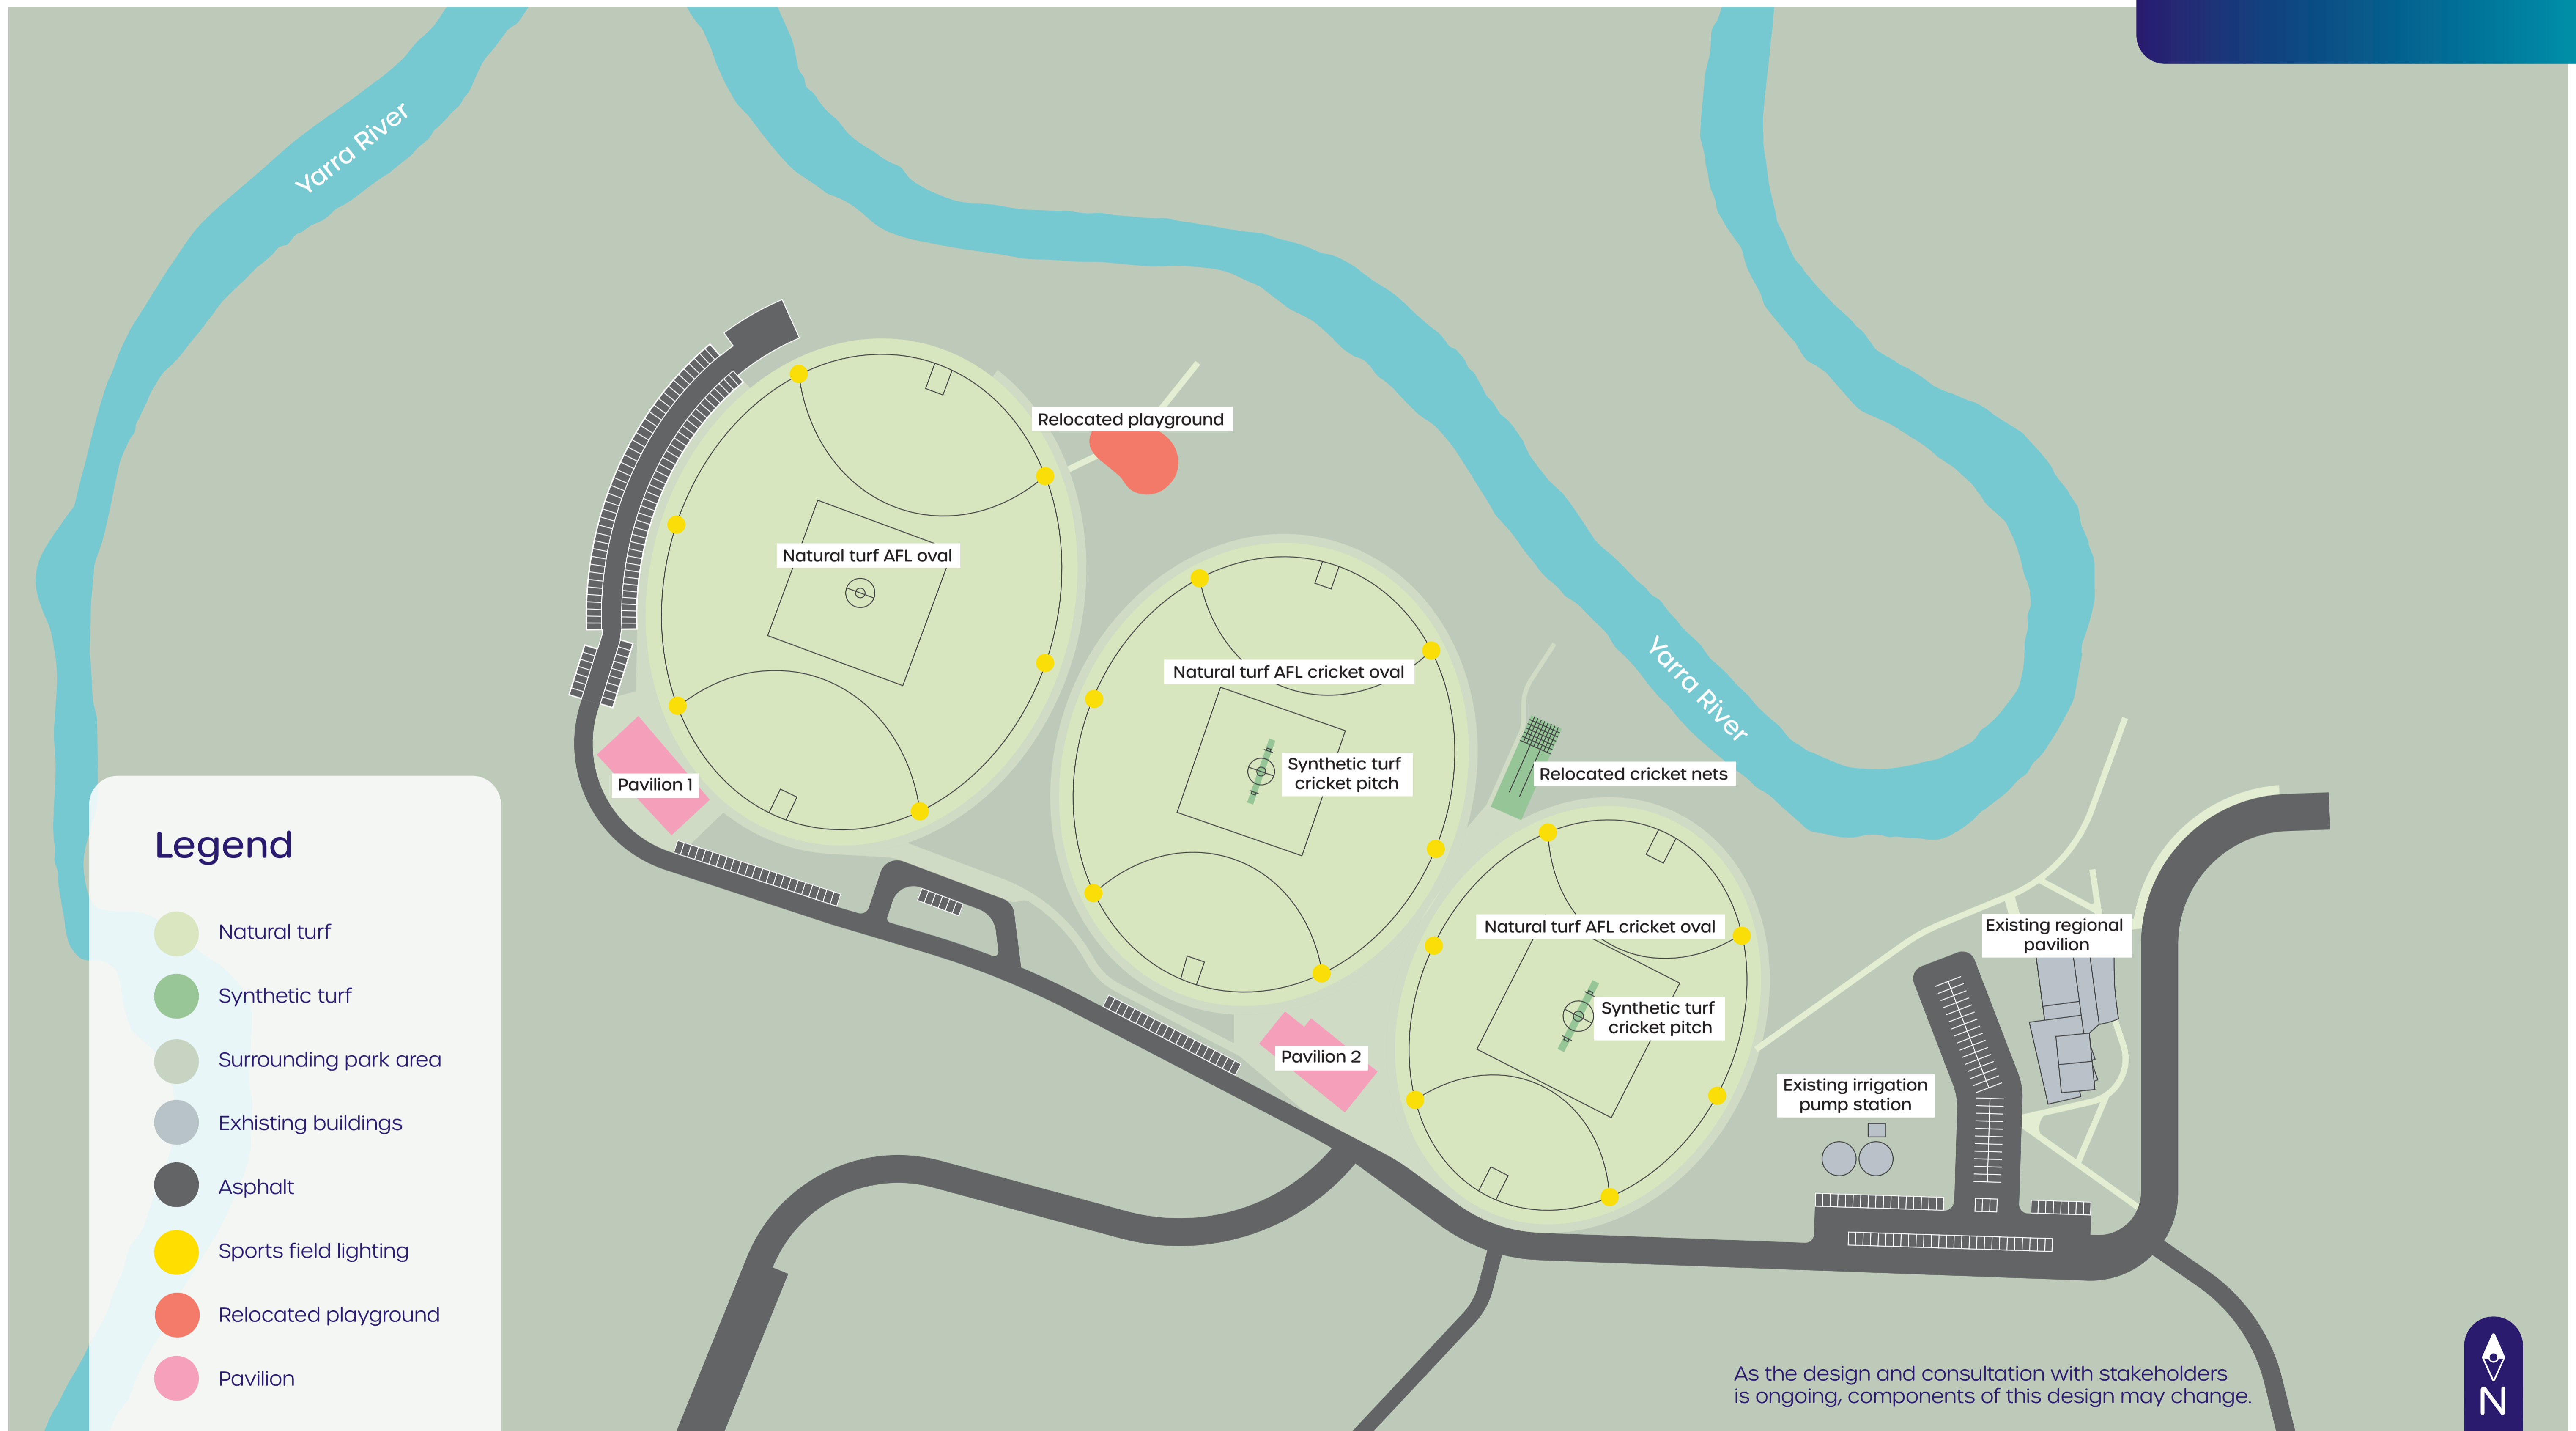 Yarra River
Relocated playground
Natural turf AFL oval
Natural turf AFL cricket oval
Yarra River
Synthetic turf
cricket pitch
Relocated cricket nets
Pavilion 1
Natural turf AFL cricket oval
Existing regional
pavilion
Synthetic turf
cricket pitch
Pavilion 2
Existing irrigation
pump station
Legend
Natural turf
Synthetic turf
Surrounding park area
Exhisting buildings
Asphalt
Sports field lighting
Relocated playground
Pavilion
As the design and consultation with stakeholders
is ongoing, components of this design may change.
N